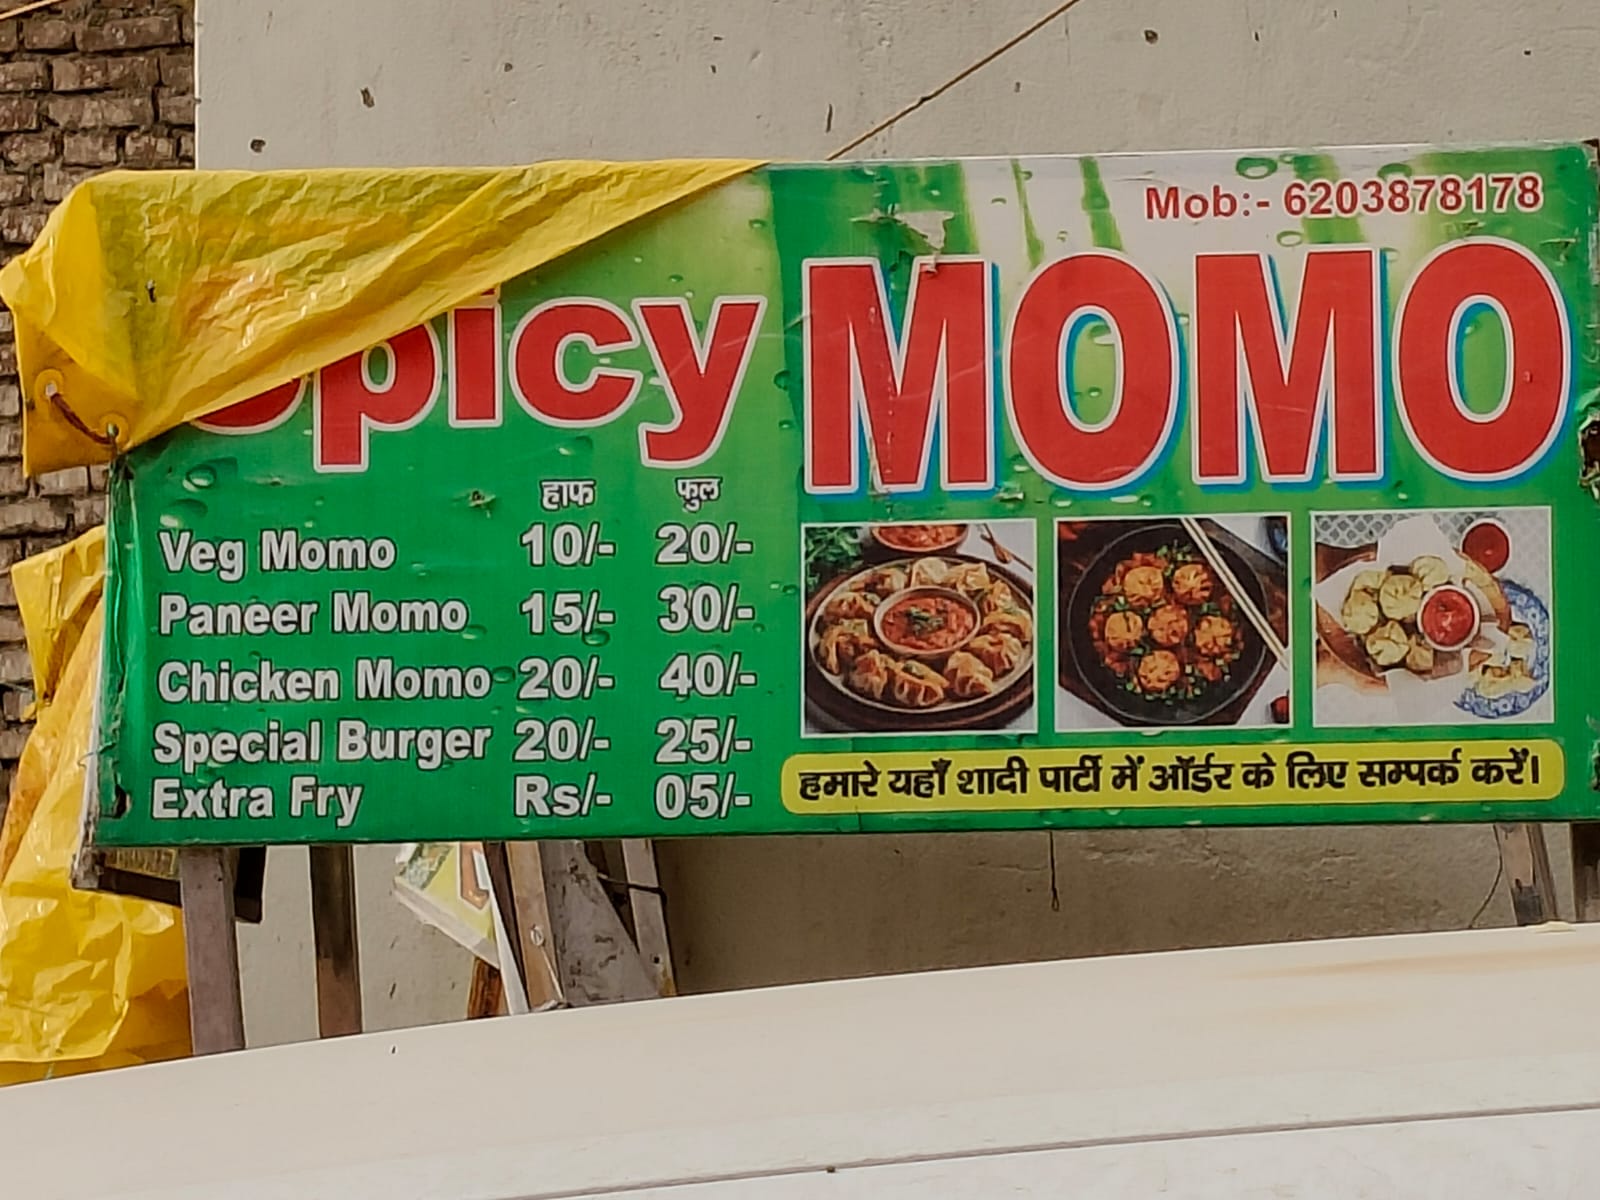 Mob:- 6203878178
Spicy MOMO
हाफ फुल
Veg Momo 10/- 20/-
Paneer Momo 15/- 30/-
Chicken Momo 20/- 40/-
Special Burger 20/- 25/-
Extra Fry Rs/- 05/-
हमारे यहाँ शादी पार्टी में ऑर्डर के लिए सम्पर्क करें।